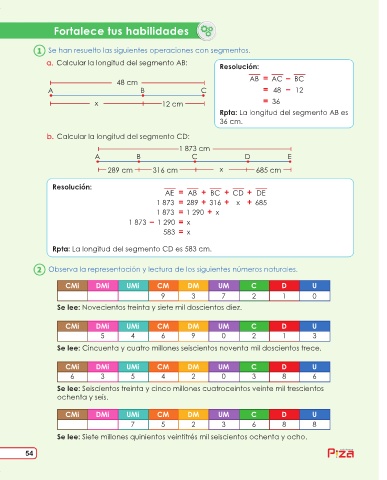 Fortalece tus habilidades
1 Se han resuelto las siguientes operaciones con segmentos.
a. Calcular la longitud del segmento AB:
48 cm
A B C
x 12 cm
Resolución:
AB = AC − BC
= 48 − 12
= 36
Rpta: La longitud del segmento AB es
36 cm.
b. Calcular la longitud del segmento CD:
1 873 cm
A B C D E
289 cm 316 cm x 685 cm
Resolución:
AE = AB + BC + CD + DE
1 873 = 289 + 316 + x + 685
1 873 = 1 290 + x
1 873 − 1 290 = x
583 = x
Rpta: La longitud del segmento CD es 583 cm.
2 Observa la representación y lectura de los siguientes números naturales.
CMi DMi UMi CM DM UM C D U
9 3 7 2 1 0
Se lee: Novecientos treinta y siete mil doscientos diez.
CMi DMi UMi CM DM UM C D U
5 4 6 9 0 2 1 3
Se lee: Cincuenta y cuatro millones seiscientos noventa mil doscientos trece.
CMi DMi UMi CM DM UM C D U
6 3 5 4 2 0 3 8 6
Se lee: Seiscientos treinta y cinco millones cuatrocientos veinte mil trescientos
ochenta y seis.
CMi DMi UMi CM DM UM C D U
7 5 2 3 6 8 8
Se lee: Siete millones quinientos veintitrés mil seiscientos ochenta y ocho.
54